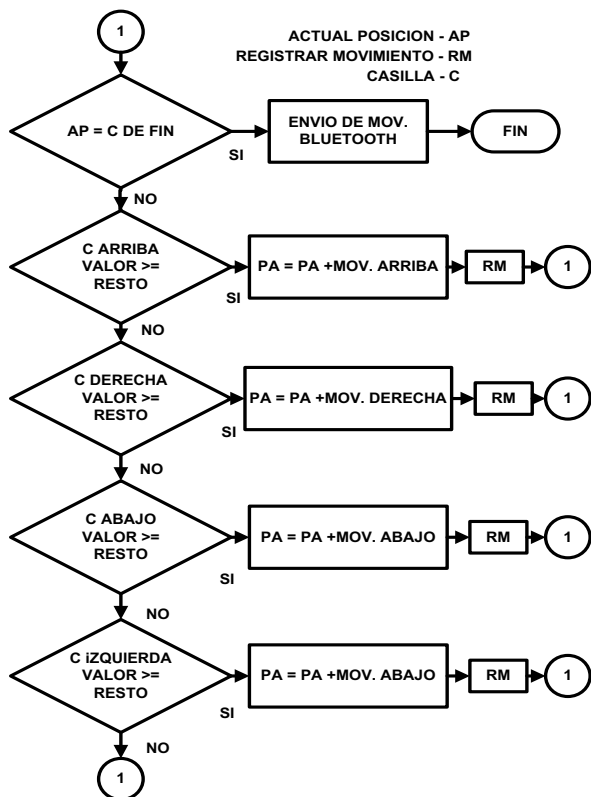 1
ACTUAL POSICION - AP
REGISTRAR MOVIMIENTO - RM
CASILLA - C
AP = C DE FIN
SI
ENVIO DE MOV.
BLUETOOTH
FIN
NO
C ARRIBA
VALOR >=
RESTO
SI
PA = PA +MOV. ARRIBA
RM
1
NO
C DERECHA
VALOR >=
RESTO
SI
PA = PA +MOV. DERECHA
RM
1
NO
C ABAJO
VALOR >=
RESTO
SI
PA = PA +MOV. ABAJO
RM
1
NO
C iZQUIERDA
VALOR >=
RESTO
SI
PA = PA +MOV. ABAJO
RM
1
NO
1